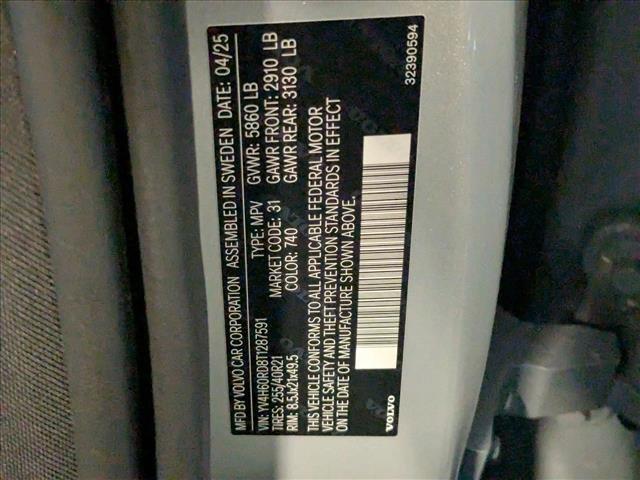 MFD BY VOLVO CAR CORPORATION ASSEMBLED IN SWEDEN DATE: 04/25
GVWR: 5860 LB
GAWR FRONT: 2910 LB
GAWR REAR: 3130 LB
VIN: YV4H60RD8T1287591 TYPE: MPV
TIRES: 255/40R21 MARKET CODE: 31
RIM: 8.5Jx21x49.5 COLOR: 740
THIS VEHICLE CONFORMS TO ALL APPLICABLE FEDERAL MOTOR
VEHICLE SAFETY AND THEFT PREVENTION STANDARDS IN EFFECT
ON THE DATE OF MANUFACTURE SHOWN ABOVE.
VOLVO
32390594